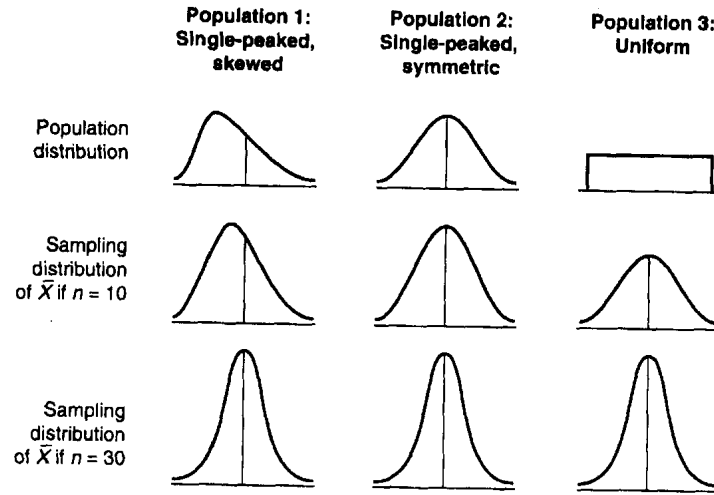 Population 1:
Single-peaked,
skewed
Population 2:
Single-peaked,
symmetric
Population 3:
Uniform
Population
distribution
Sampling
distribution
of X̄ if n = 10
Sampling
distribution
of X̄ if n = 30